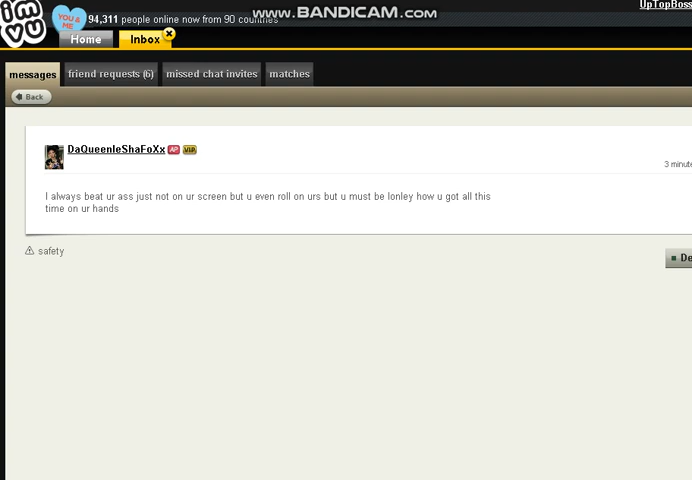 imvu
YOU & ME
94,311 people online now from 90 countries
www.BANDICAM.com
UpTopBoss
Home
Inbox
messages
friend requests (6)
missed chat invites
matches
Back
DaQueenIeShaFoXx AP V.I.P.
3 minute
I always beat ur ass just not on ur screen but u even roll on urs but u must be lonley how u got all this
time on ur hands
safety
De